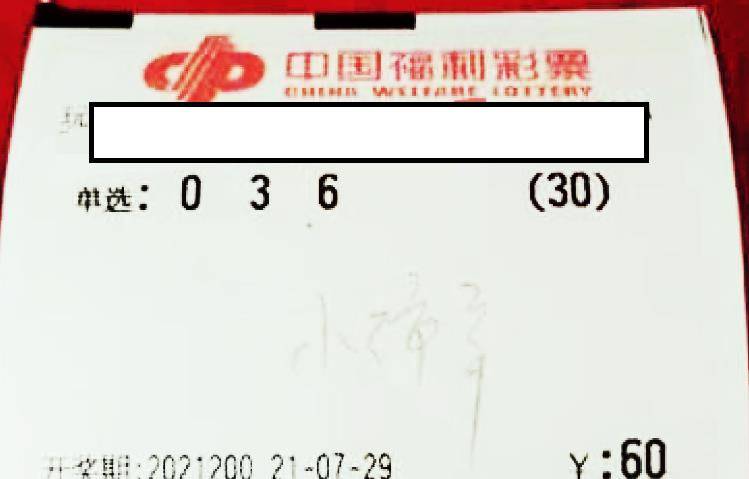 中国福利彩票
CHINA WELFARE LOTTERY
玩
单选: 0 3 6 (30)
开奖期:2021200 21-07-29 ¥:60